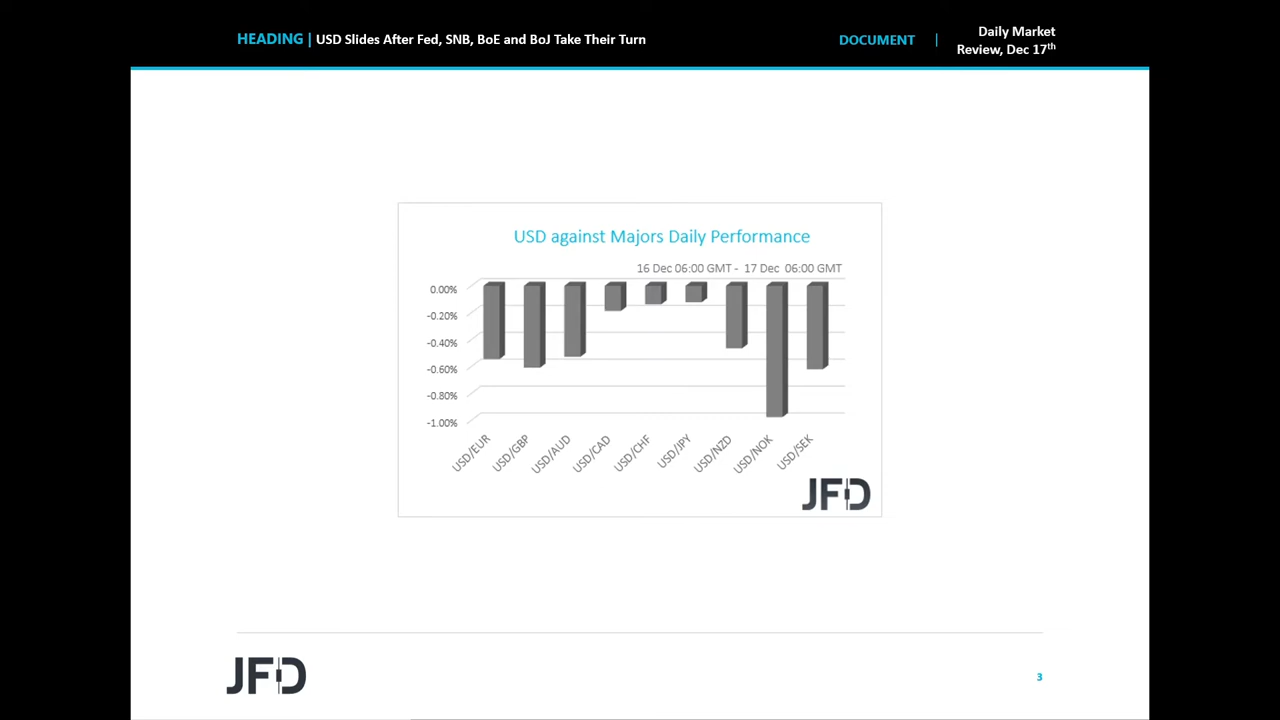 HEADING | USD Slides After Fed, SNB, BoE and BoJ Take Their Turn
DOCUMENT |
Daily Market
Review, Dec 17th
USD against Majors Daily Performance
16 Dec 06:00 GMT - 17 Dec 06:00 GMT
0.00%
-0.20%
-0.40%
-0.60%
-0.80%
-1.00%
USD/EUR
USD/GBP
USD/AUD
USD/CAD
USD/CHF
USD/JPY
USD/NZD
USD/NOK
USD/SEK
JFD
JFD
3